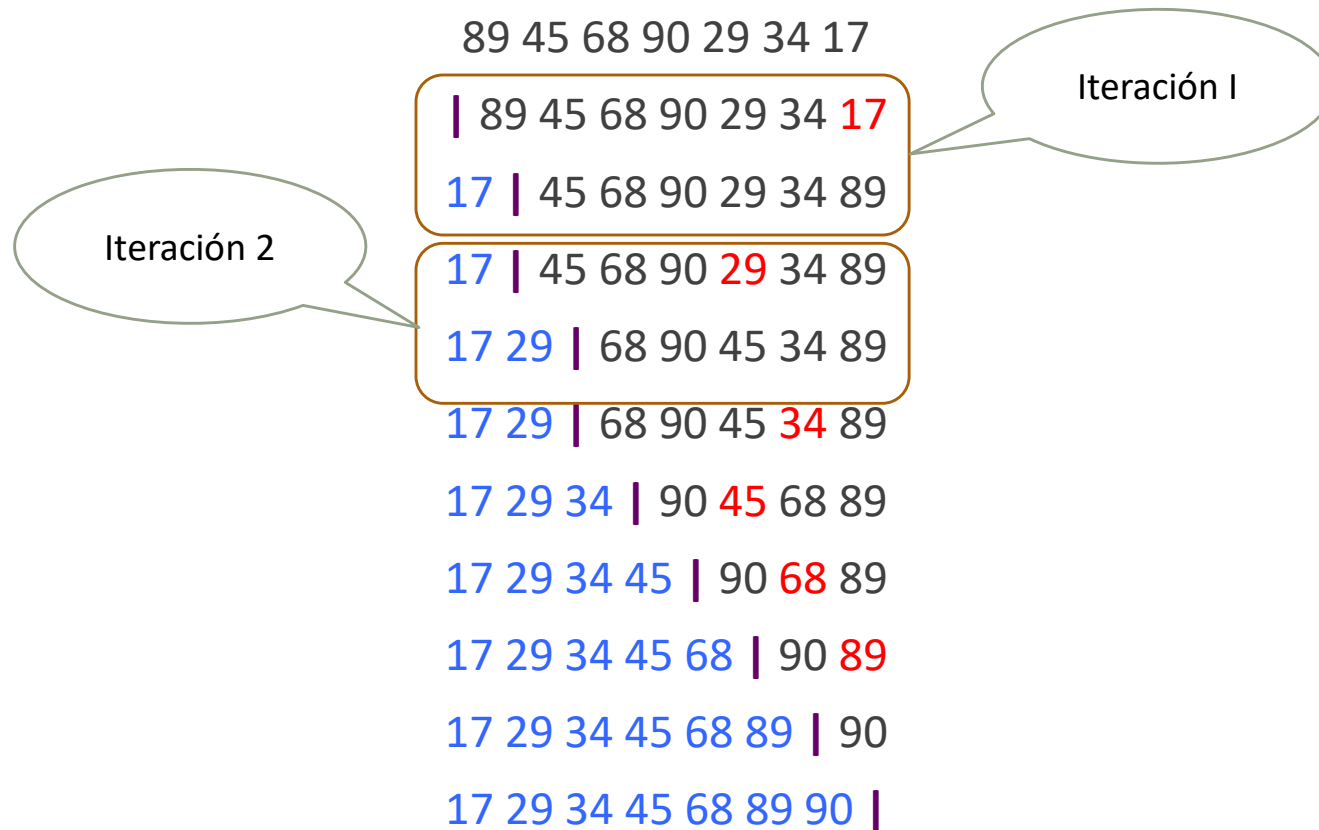 89 45 68 90 29 34 17
Iteración I
| 89 45 68 90 29 34 17
17 | 45 68 90 29 34 89
Iteración 2
17 | 45 68 90 29 34 89
17 29 | 68 90 45 34 89
17 29 | 68 90 45 34 89
17 29 34 | 90 45 68 89
17 29 34 45 | 90 68 89
17 29 34 45 68 | 90 89
17 29 34 45 68 89 | 90
17 29 34 45 68 89 90 |